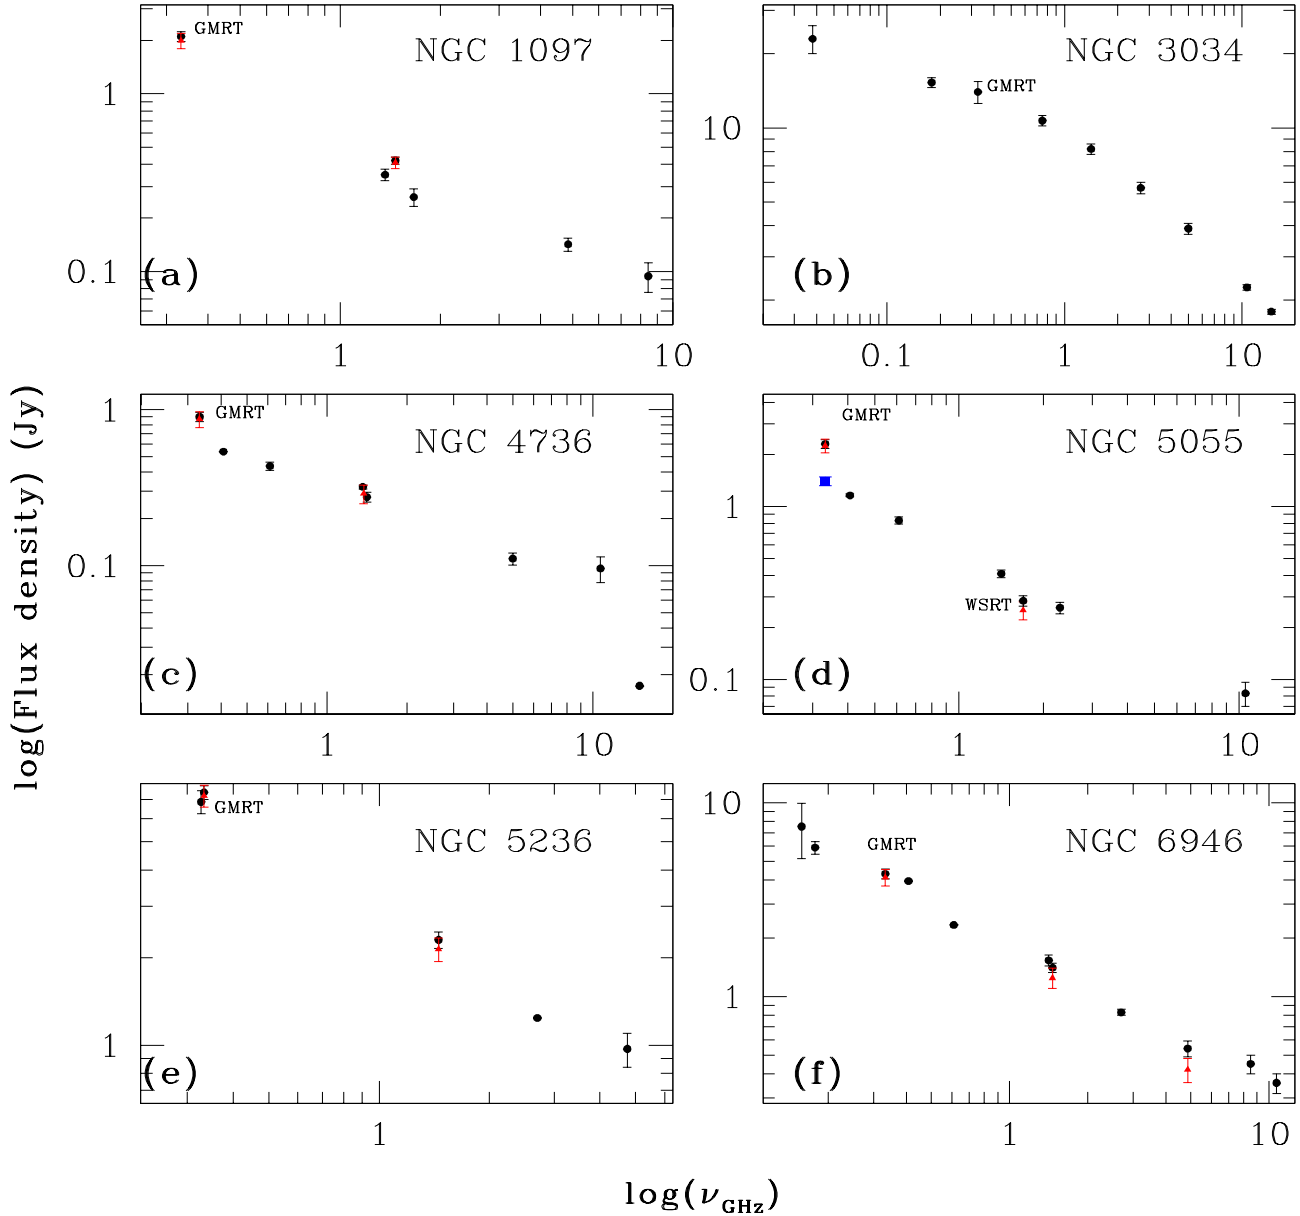 GMRT
NGC 1097
1
0.1
(a)
1
10
NGC 3034
GMRT
10
(b)
0.1
1
10
log(Flux density) (Jy)
1
GMRT
NGC 4736
0.1
(c)
1
10
GMRT
NGC 5055
1
WSRT
0.1
(d)
1
10
GMRT
NGC 5236
1
(e)
1
10
GMRT
NGC 6946
1
(f)
1
10
log(ν_GHz)